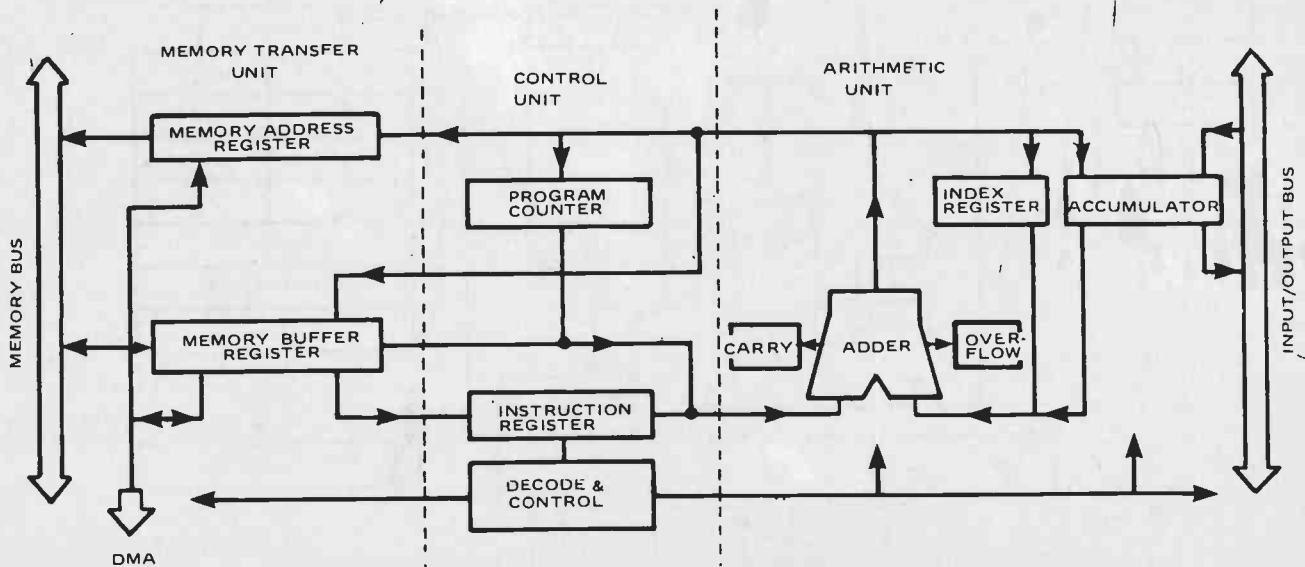 MEMORY TRANSFER
UNIT
CONTROL
UNIT
ARITHMETIC
UNIT
MEMORY BUS
MEMORY ADDRESS
REGISTER
PROGRAM
COUNTER
INDEX
REGISTER
ACCUMULATOR
INPUT/OUTPUT BUS
MEMORY BUFFER
REGISTER
CARRY
ADDER
OVER-
FLOW
INSTRUCTION
REGISTER
DECODE &
CONTROL
DMA